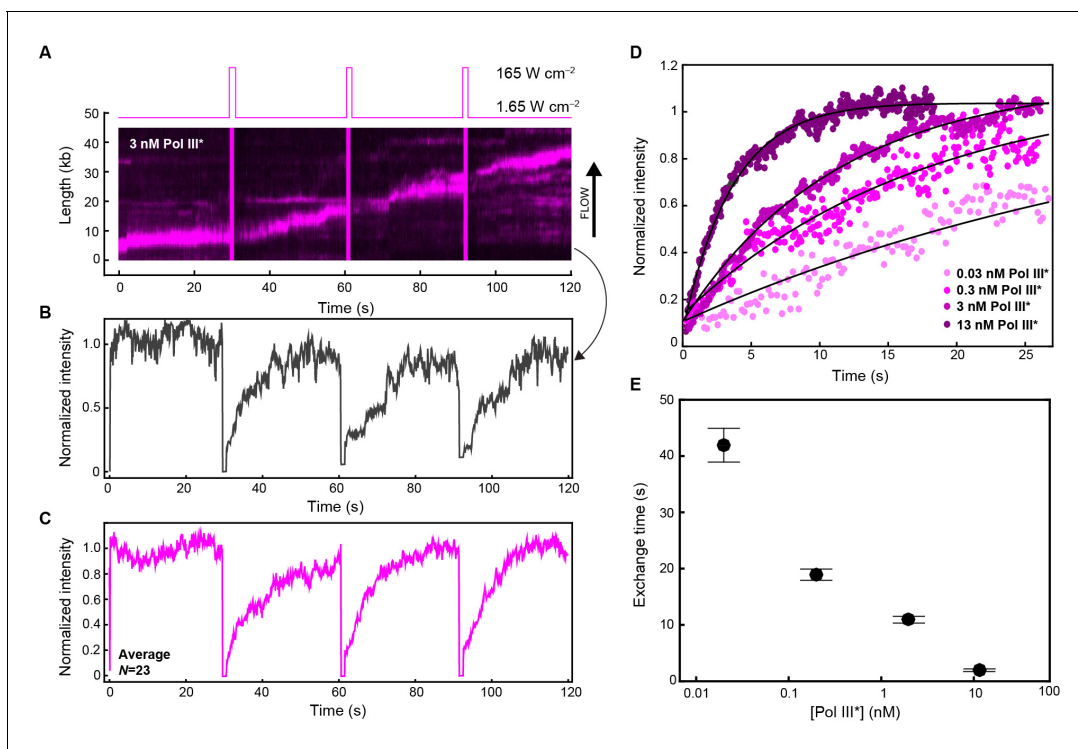 A
165 W cm⁻²
1.65 W cm⁻²
50
40
30
20
10
0
Length (kb)
3 nM Pol III*
FLOW
0 20 40 60 80 100 120
Time (s)
B
1.0
0.5
0
Normalized intensity
0 20 40 60 80 100 120
Time (s)
C
1.0
0.8
0.6
0.4
0.2
0
Normalized intensity
Average
N=23
0 20 40 60 80 100 120
Time (s)
D
1.2
1
0.8
0.6
0.4
0.2
0
Normalized intensity
0.03 nM Pol III*
0.3 nM Pol III*
3 nM Pol III*
13 nM Pol III*
0 5 10 15 20 25
Time (s)
E
50
40
30
20
10
0
Exchange time (s)
0.01 0.1 1 10 100
[Pol III*] (nM)